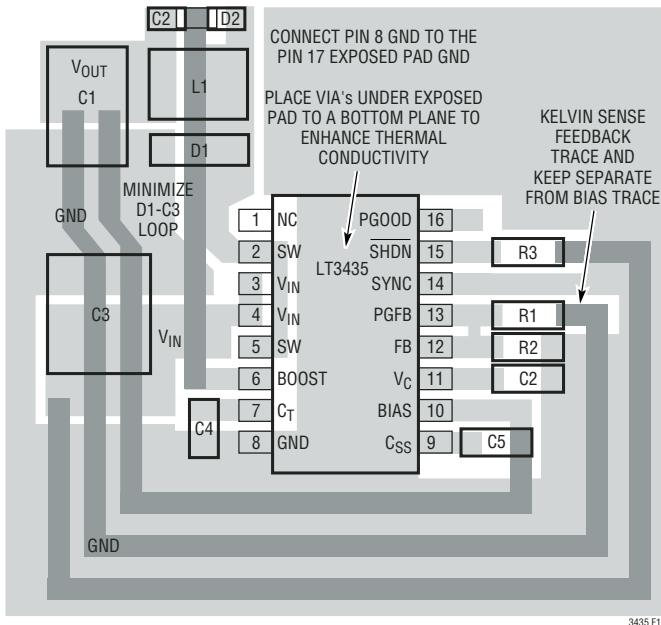 C2
D2
CONNECT PIN 8 GND TO THE
PIN 17 EXPOSED PAD GND
VOUT
C1
L1
PLACE VIA's UNDER EXPOSED
PAD TO A BOTTOM PLANE TO
ENHANCE THERMAL
CONDUCTIVITY
KELVIN SENSE
FEEDBACK
TRACE AND
KEEP SEPARATE
FROM BIAS TRACE
D1
MINIMIZE
D1-C3
LOOP
GND
1 NC
PGOOD 16
2 SW
SHDN 15
R3
LT3435
3 VIN
SYNC 14
C3
4 VIN
PGFB 13
R1
VIN
5 SW
FB 12
R2
6 BOOST
VC 11
C2
C4
7 CT
BIAS 10
8 GND
CSS 9
C5
GND
3435 F1